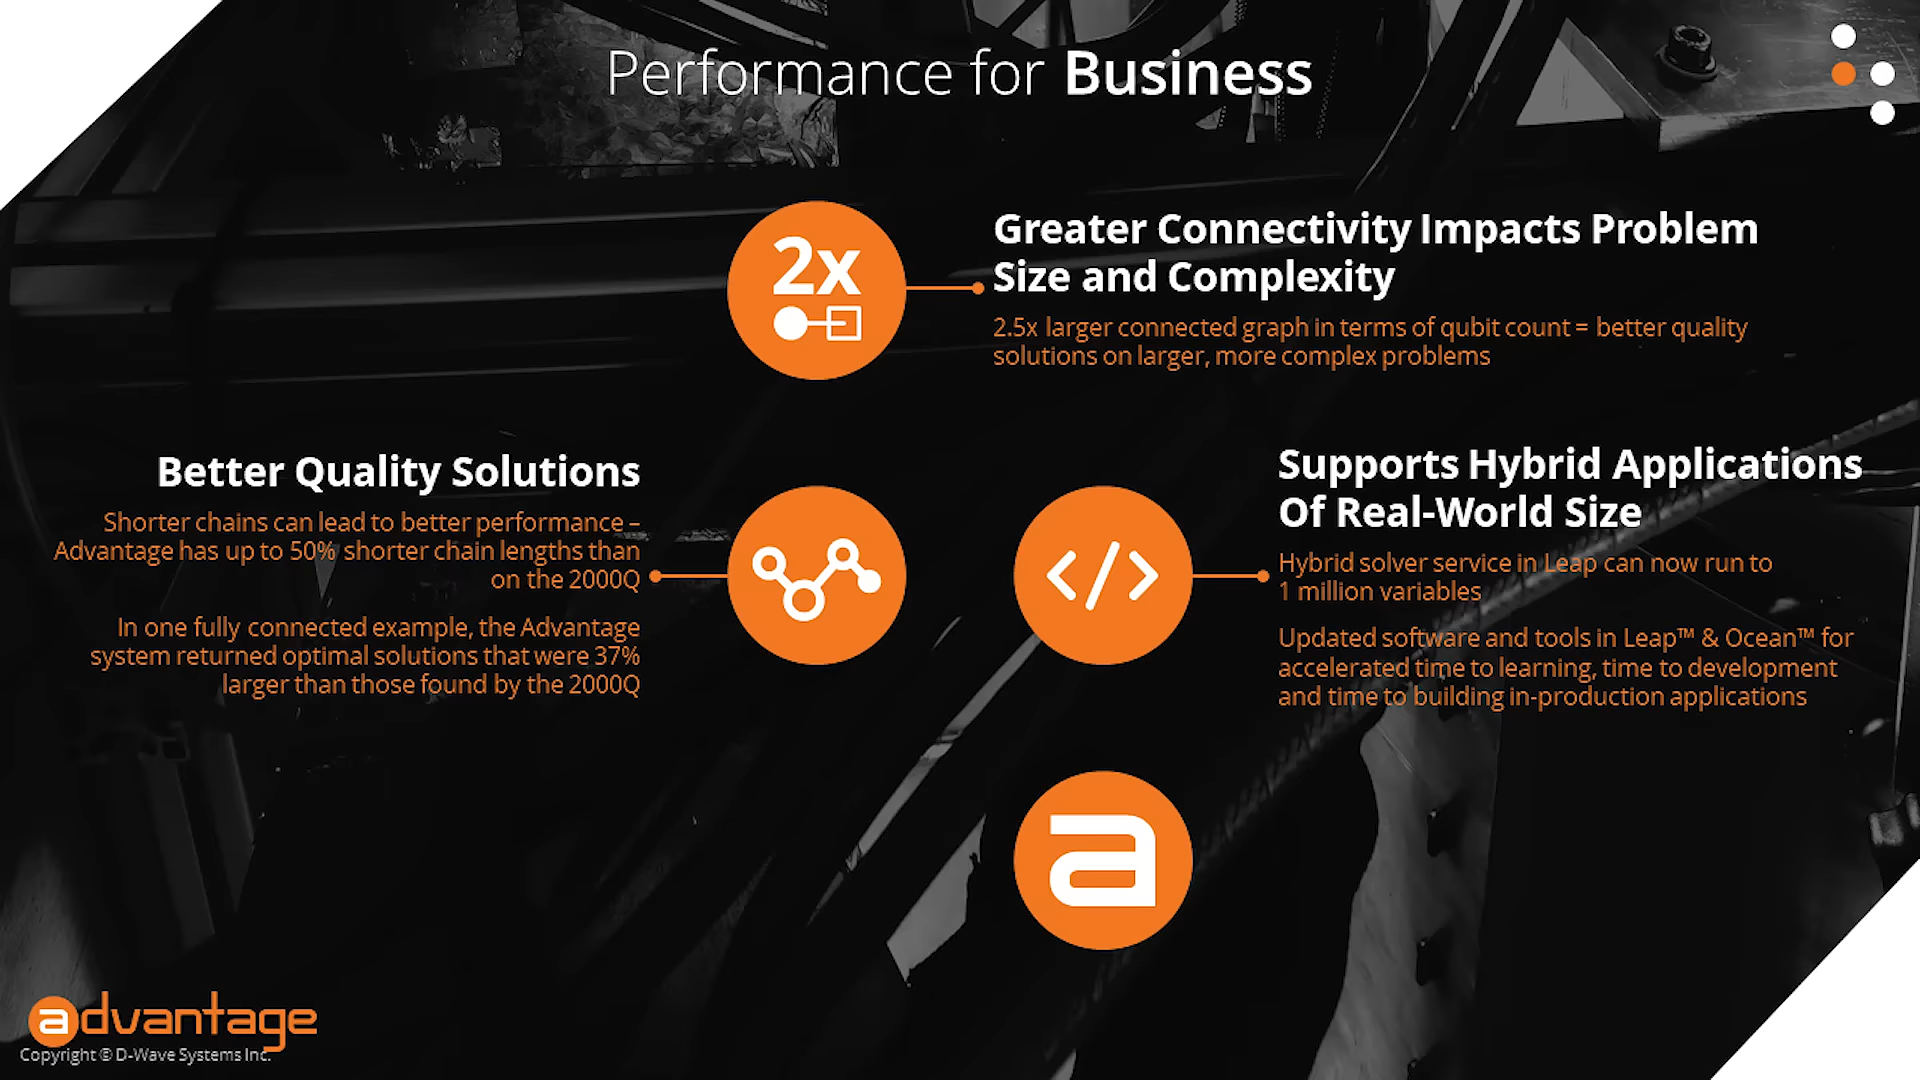 Performance for Business
2x
Greater Connectivity Impacts Problem
Size and Complexity
2.5x larger connected graph in terms of qubit count = better quality
solutions on larger, more complex problems
Better Quality Solutions
Shorter chains can lead to better performance –
Advantage has up to 50% shorter chain lengths than
on the 2000Q
In one fully connected example, the Advantage
system returned optimal solutions that were 37%
larger than those found by the 2000Q
</>
Supports Hybrid Applications
Of Real-World Size
Hybrid solver service in Leap can now run to
1 million variables
Updated software and tools in Leap™ & Ocean™ for
accelerated time to learning, time to development
and time to building in-production applications
a
advantage
Copyright © D-Wave Systems Inc.